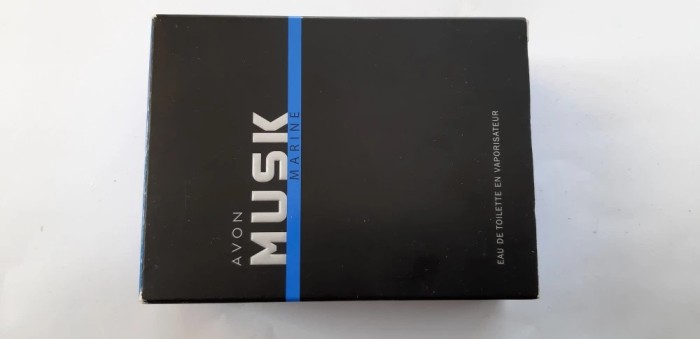 AVON
MUSK
MARINE
EAU DE TOILETTE EN VAPORISATEUR